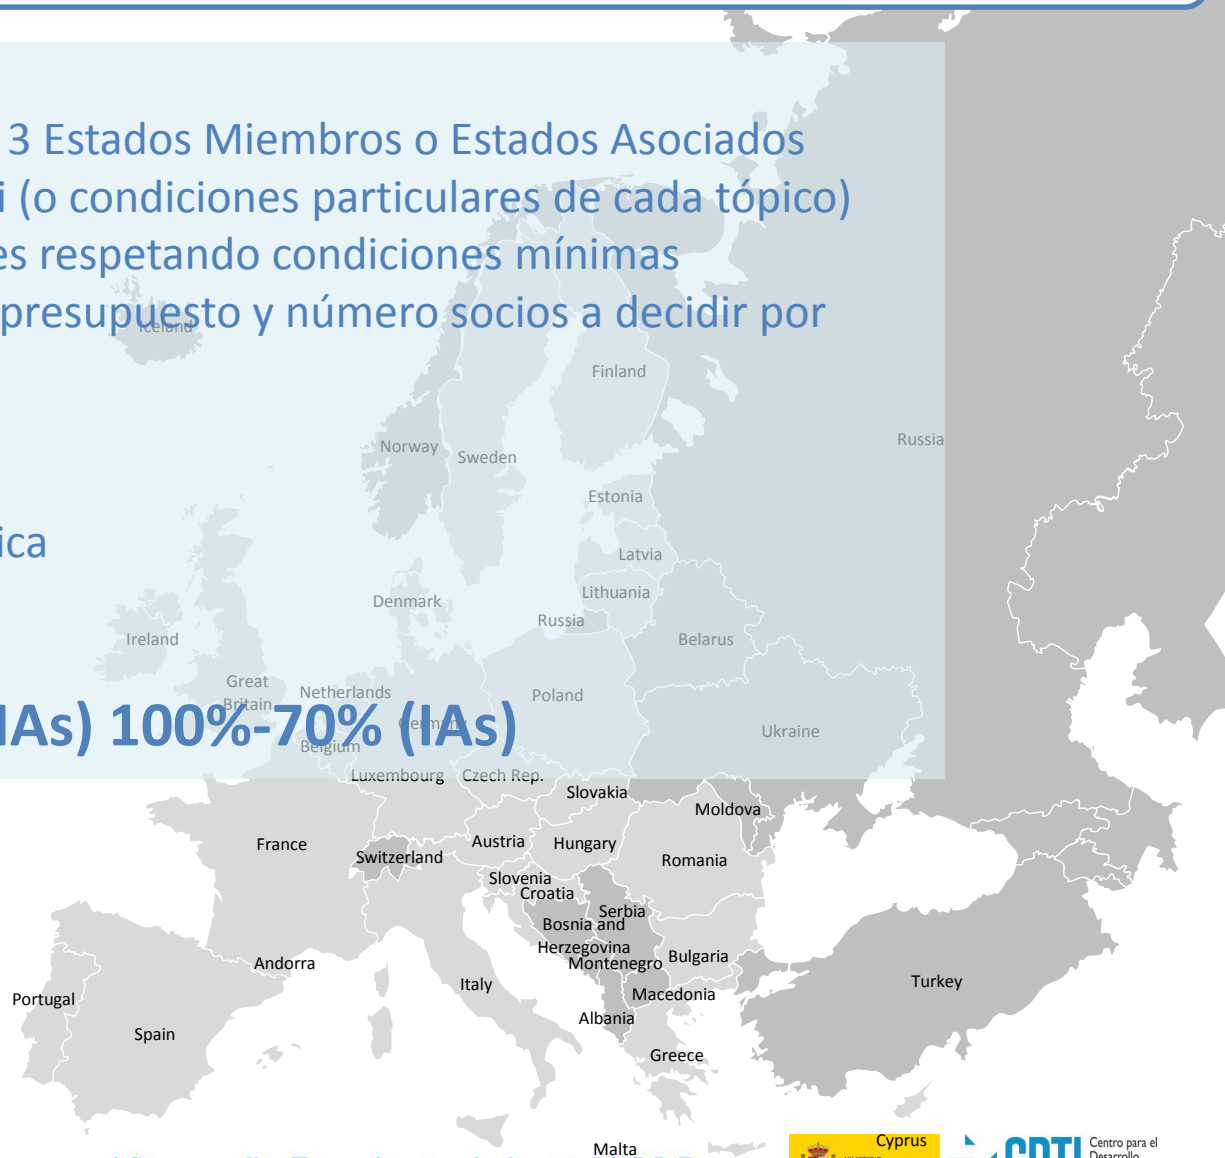 3 Estados Miembros o Estados Asociados
i (o condiciones particulares de cada tópico)
es respetando condiciones mínimas
presupuesto y número socios a decidir por
Iceland
Finland
Russia
Norway
Sweden
Estonia
ica
Latvia
Lithuania
Denmark
Russia
Ireland
Belarus
Great
Britain
Netherlands
Poland
IAs) 100%-70% (IAs)
Germany
Ukraine
Belgium
Luxembourg
Czech Rep.
Slovakia
Moldova
France
Switzerland
Austria
Hungary
Romania
Slovenia
Croatia
Serbia
Bosnia and
Herzegovina
Montenegro
Bulgaria
Andorra
Italy
Turkey
Macedonia
Portugal
Albania
Spain
Greece
Malta
Cyprus
CDTI
Centro para el
Desarrollo